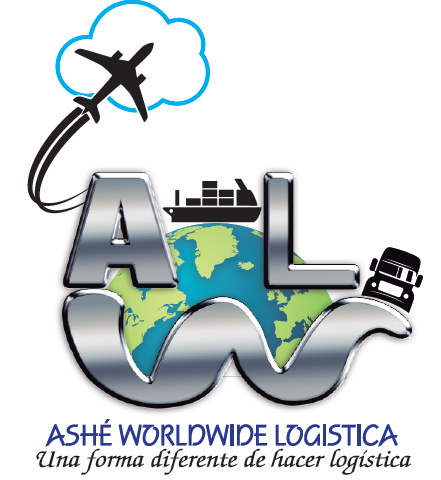 A L
W
ASHÉ WORLDWIDE LOGISTICA
Una forma diferente de hacer logística